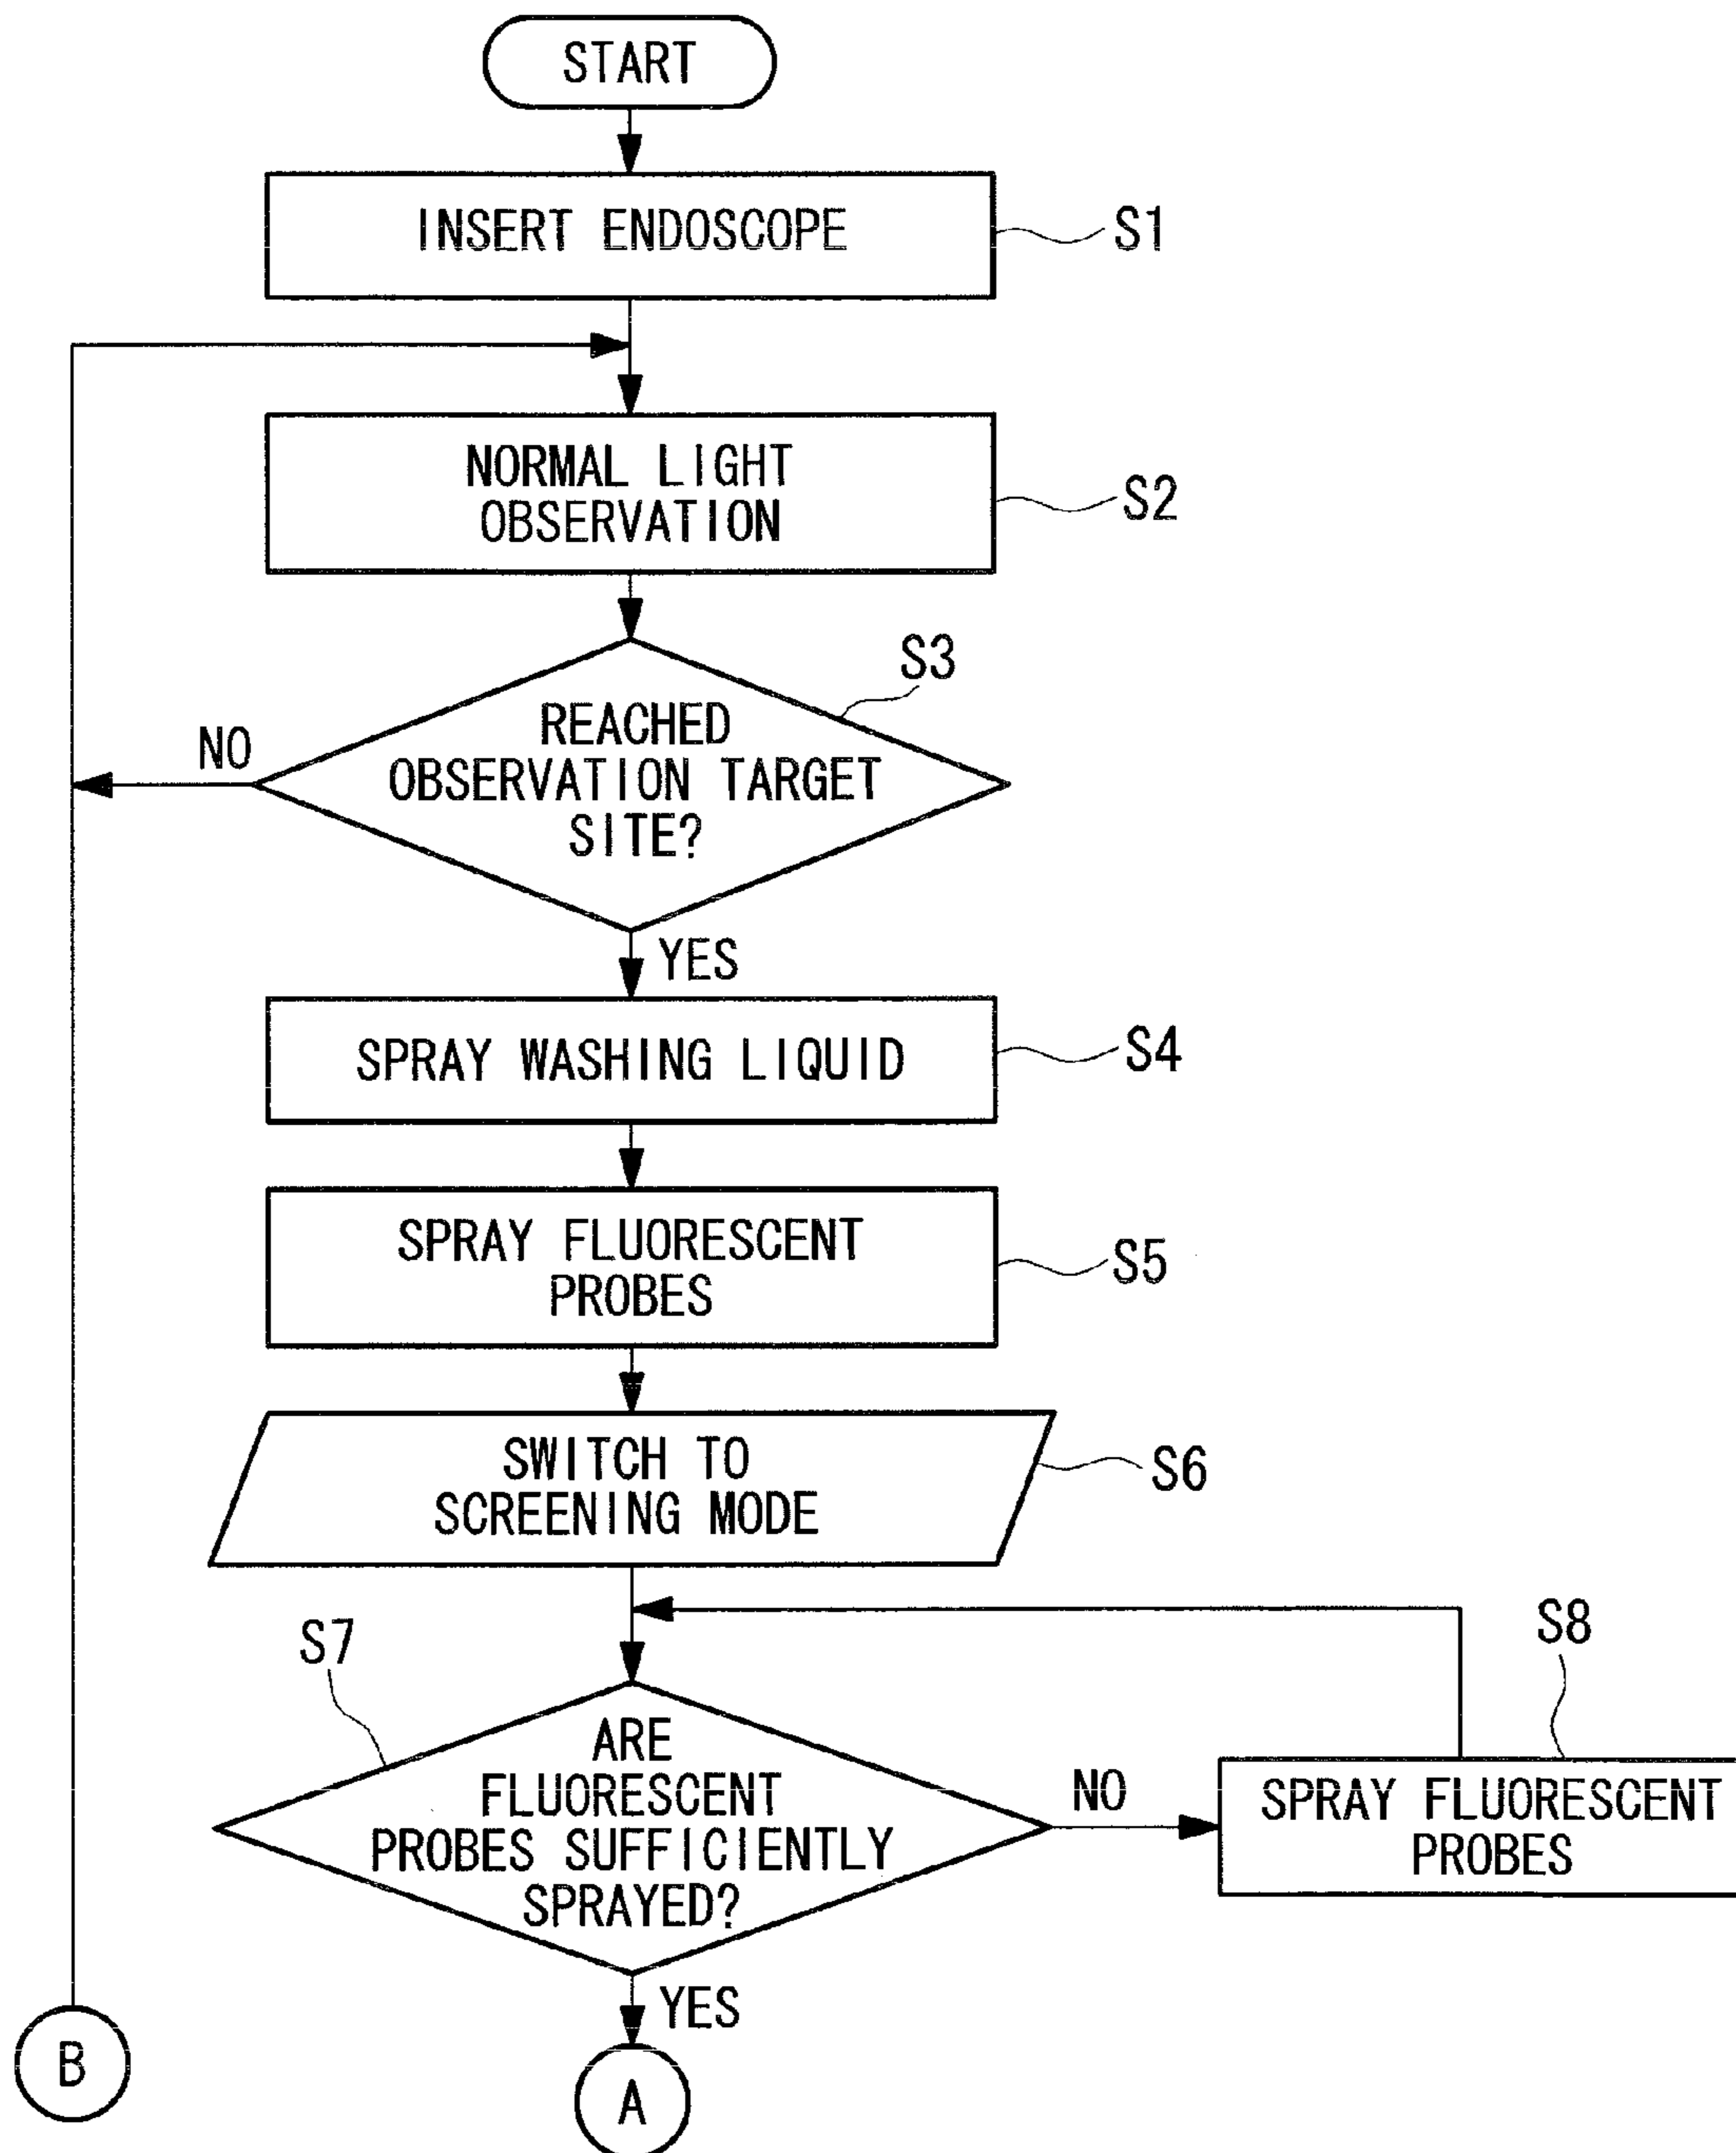 START
INSERT ENDOSCOPE
S1
NORMAL LIGHT
OBSERVATION
S2
S3
REACHED
OBSERVATION TARGET
SITE?
NO
YES
SPRAY WASHING LIQUID
S4
SPRAY FLUORESCENT
PROBES
S5
SWITCH TO
SCREENING MODE
S6
S7
S8
ARE
FLUORESCENT
PROBES SUFFICIENTLY
SPRAYED?
NO
SPRAY FLUORESCENT
PROBES
YES
B
A